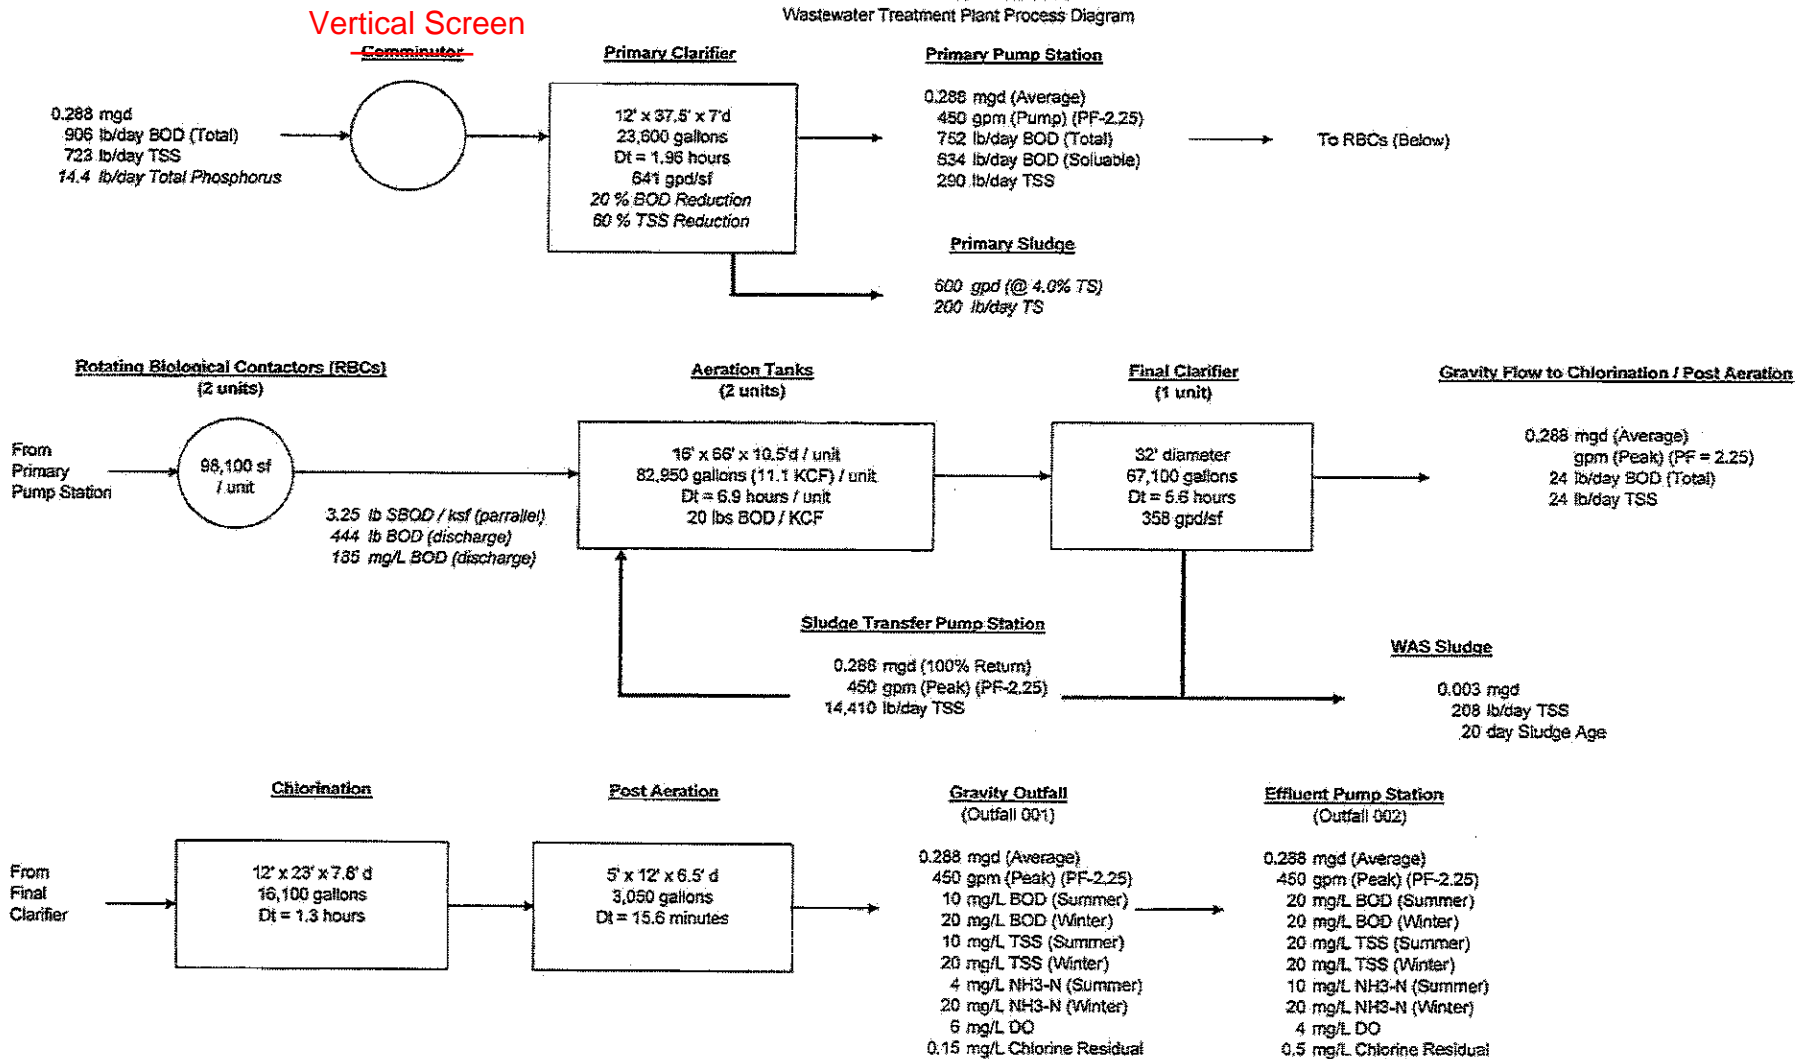 Wastewater Treatment Plant Process Diagram
Vertical Screen
Comminutor
Primary Clarifier
Primary Pump Station
0.288 mgd
906 lb/day BOD (Total)
723 lb/day TSS
14.4 lb/day Total Phosphorus
12' x 37.5' x 7'd
23,600 gallons
Dt = 1.96 hours
641 gpd/sf
20 % BOD Reduction
60 % TSS Reduction
0.288 mgd (Average)
450 gpm (Pump) (PF-2.25)
752 lb/day BOD (Total)
634 lb/day BOD (Soluable)
290 lb/day TSS
To RBCs (Below)
Primary Sludge
600 gpd (@ 4.0% TS)
200 lb/day TS
Rotating Biological Contactors (RBCs)
(2 units)
Aeration Tanks
(2 units)
Final Clarifier
(1 unit)
Gravity Flow to Chlorination / Post Aeration
From
Primary
Pump Station
98,100 sf
/ unit
3.25 lb SBOD / ksf (parrallel)
444 lb BOD (discharge)
185 mg/L BOD (discharge)
16' x 66' x 10.5'd / unit
82,950 gallons (11.1 KCF) / unit
Dt = 6.9 hours / unit
20 lbs BOD / KCF
32' diameter
67,100 gallons
Dt = 5.6 hours
358 gpd/sf
0.288 mgd (Average)
gpm (Peak) (PF = 2.25)
24 lb/day BOD (Total)
24 lb/day TSS
Sludge Transfer Pump Station
0.288 mgd (100% Return)
450 gpm (Peak) (PF-2.25)
14,410 lb/day TSS
WAS Sludge
0.003 mgd
208 lb/day TSS
20 day Sludge Age
Chlorination
Post Aeration
Gravity Outfall
(Outfall 001)
Effluent Pump Station
(Outfall 002)
From
Final
Clarifier
12' x 23' x 7.8' d
16,100 gallons
Dt = 1.3 hours
5' x 12' x 6.5' d
3,050 gallons
Dt = 15.6 minutes
0.288 mgd (Average)
450 gpm (Peak) (PF-2.25)
10 mg/L BOD (Summer)
20 mg/L BOD (Winter)
10 mg/L TSS (Summer)
20 mg/L TSS (Winter)
4 mg/L NH3-N (Summer)
20 mg/L NH3-N (Winter)
6 mg/L DO
0.15 mg/L Chlorine Residual
0.288 mgd (Average)
450 gpm (Peak) (PF-2.25)
20 mg/L BOD (Summer)
20 mg/L BOD (Winter)
20 mg/L TSS (Summer)
20 mg/L TSS (Winter)
10 mg/L NH3-N (Summer)
20 mg/L NH3-N (Winter)
4 mg/L DO
0.5 mg/L Chlorine Residual